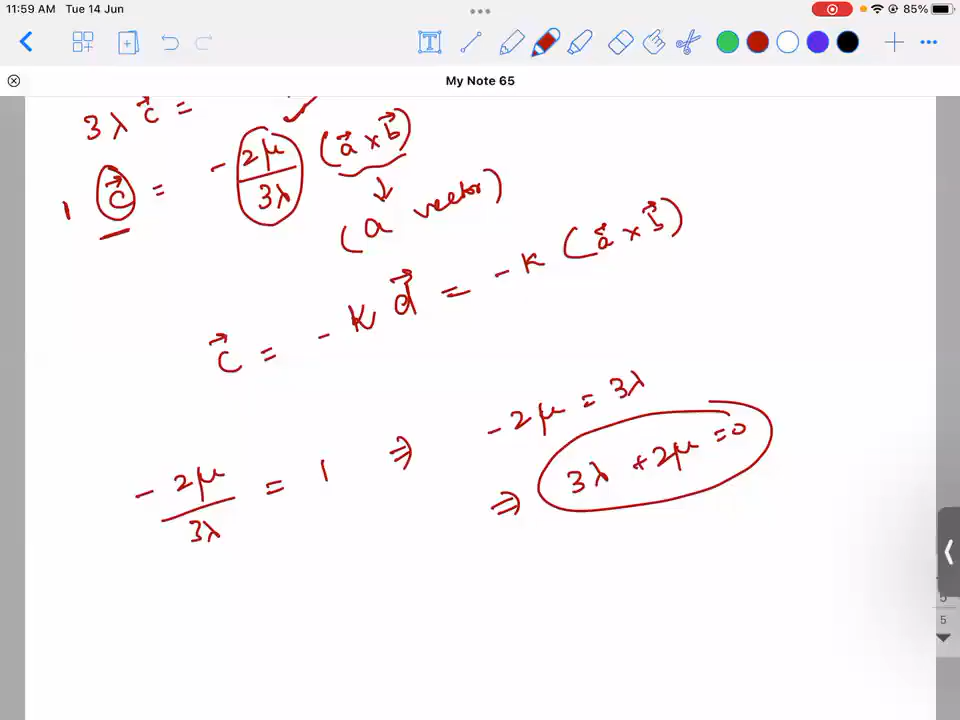 11:59 AM Tue 14 Jun 85%
My Note 65
3λ c⃗ =
1 c⃗ = - 2μ/3λ (a⃗ × b⃗)
(a vector)
c⃗ = - K d⃗ = - K (a⃗ × b⃗)
- 2μ/3λ = 1 ⇒ - 2μ = 3λ
⇒ 3λ + 2μ = 0
5
5